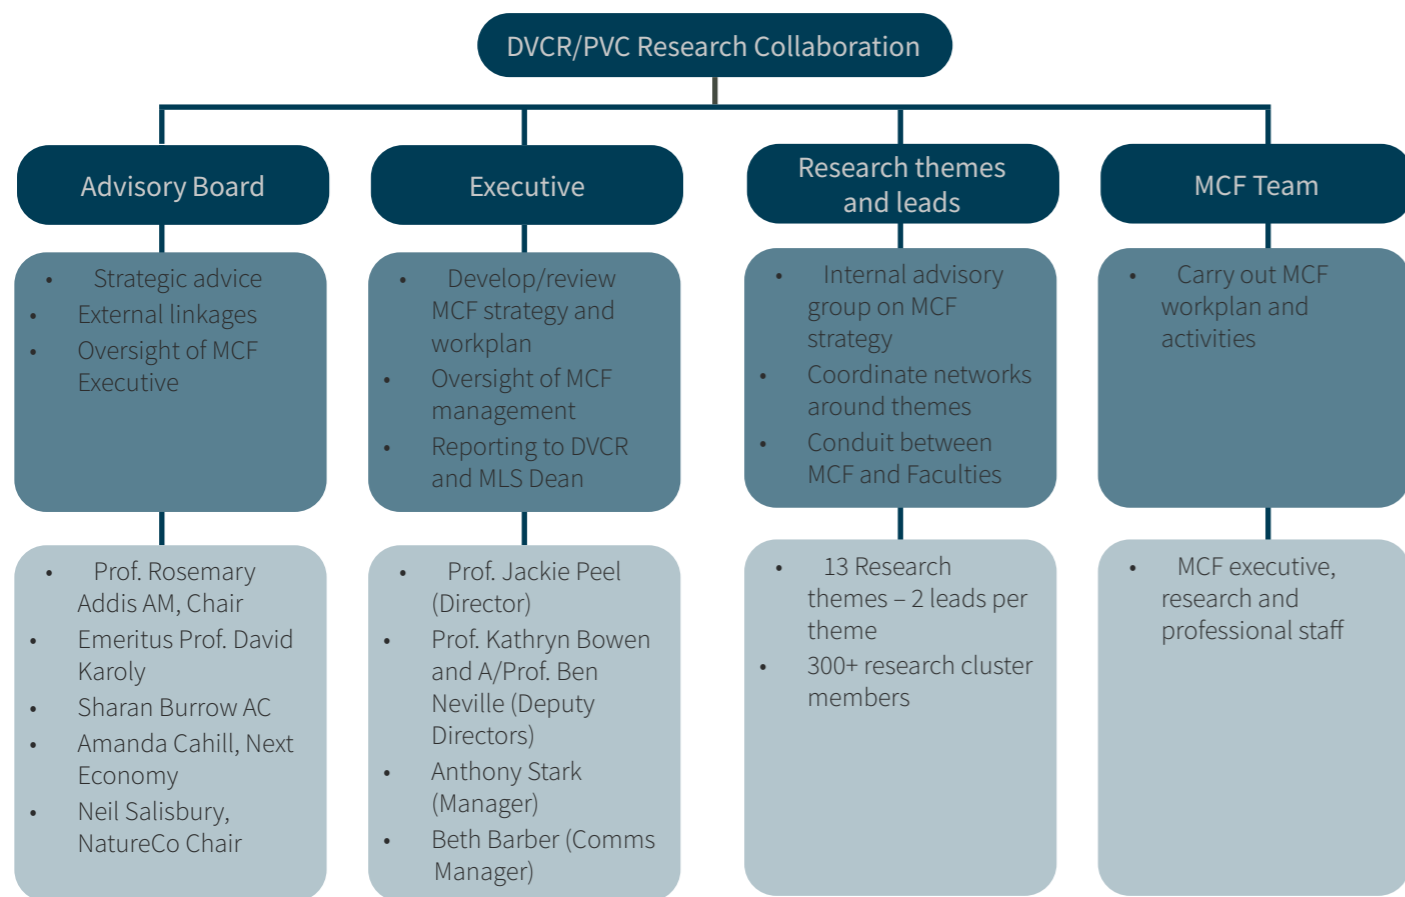 DVCR/PVC Research Collaboration
Advisory Board
• Strategic advice
• External linkages
• Oversight of MCF
Executive
• Prof. Rosemary
Addis AM, Chair
• Emeritus Prof. David
Karoly
• Sharan Burrow AC
• Amanda Cahill, Next
Economy
• Neil Salisbury,
NatureCo Chair
Executive
• Develop/review
MCF strategy and
workplan
• Oversight of MCF
management
• Reporting to DVCR
and MLS Dean
• Prof. Jackie Peel
(Director)
• Prof. Kathryn Bowen
and A/Prof. Ben
Neville (Deputy
Directors)
• Anthony Stark
(Manager)
• Beth Barber (Comms
Manager)
Research themes
and leads
• Internal advisory
group on MCF
strategy
• Coordinate networks
around themes
• Conduit between
MCF and Faculties
• 13 Research
themes – 2 leads per
theme
• 300+ research cluster
members
MCF Team
• Carry out MCF
workplan and
activities
• MCF executive,
research and
professional staff